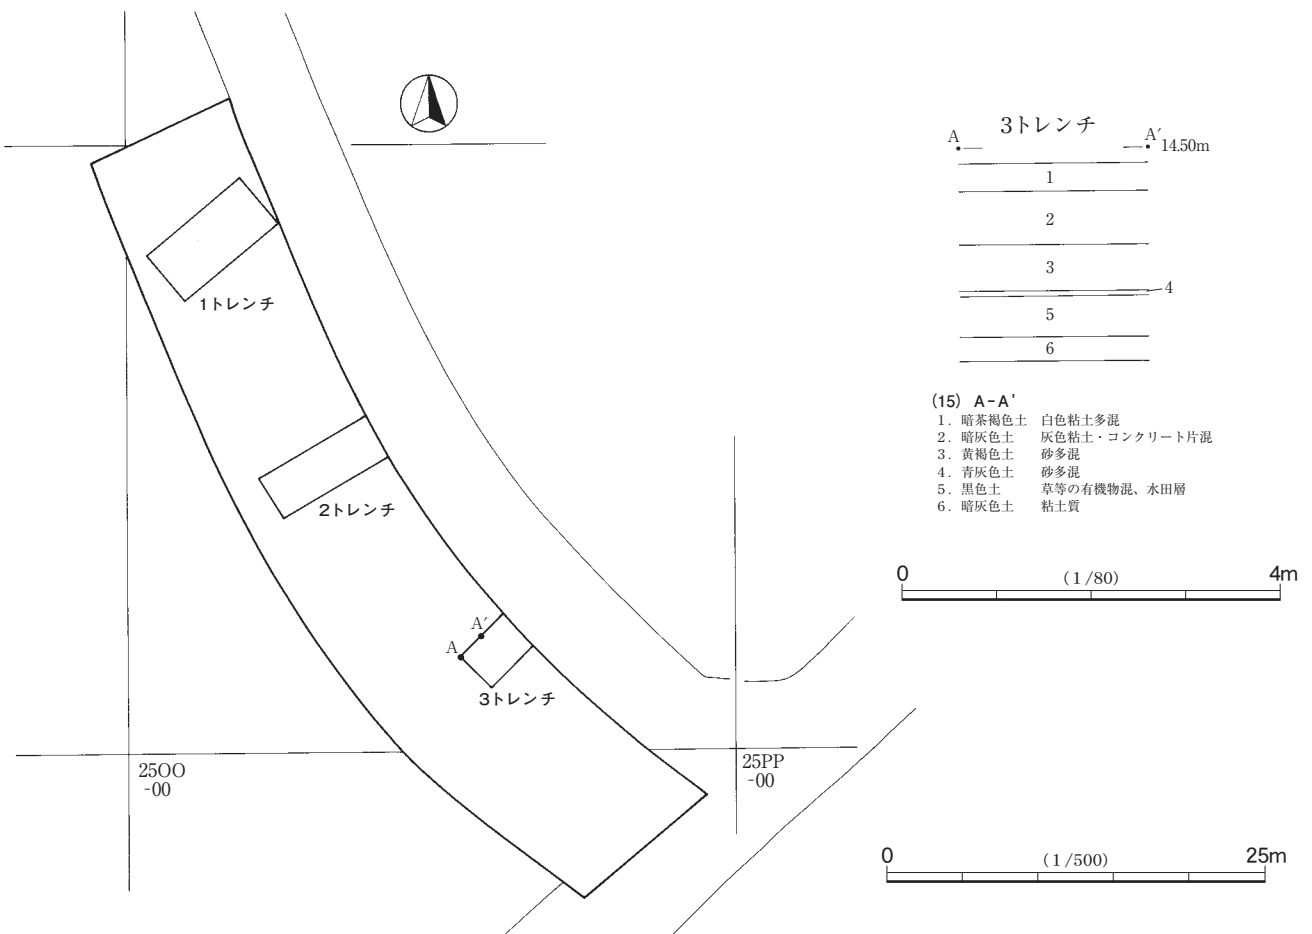 3トレンチ
A
A′
14.50m
1
2
3
4
5
6
(15) A-A'
1. 暗茶褐色土 白色粘土多混
2. 暗灰色土 灰色粘土・コンクリート片混
3. 黄褐色土 砂多混
4. 青灰色土 砂多混
5. 黒色土 草等の有機物混、水田層
6. 暗灰色土 粘土質
0 (1/80) 4m
0 (1/500) 25m
1トレンチ
2トレンチ
A′
A
3トレンチ
25OO
-00
25PP
-00